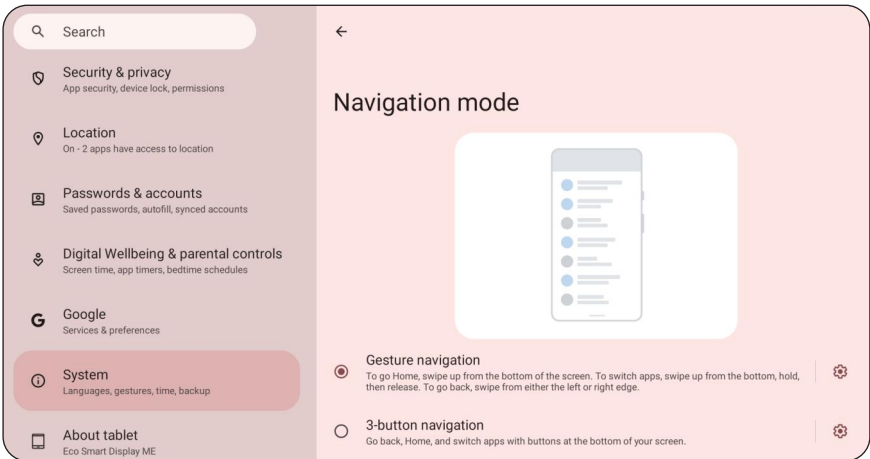 Search
Security & privacy
App security, device lock, permissions
Location
On - 2 apps have access to location
Passwords & accounts
Saved passwords, autofill, synced accounts
Digital Wellbeing & parental controls
Screen time, app timers, bedtime schedules
Google
Services & preferences
System
Languages, gestures, time, backup
About tablet
Eco Smart Display ME
Navigation mode
Gesture navigation
To go Home, swipe up from the bottom of the screen. To switch apps, swipe up from the bottom, hold,
then release. To go back, swipe from either the left or right edge.
3-button navigation
Go back, Home, and switch apps with buttons at the bottom of your screen.